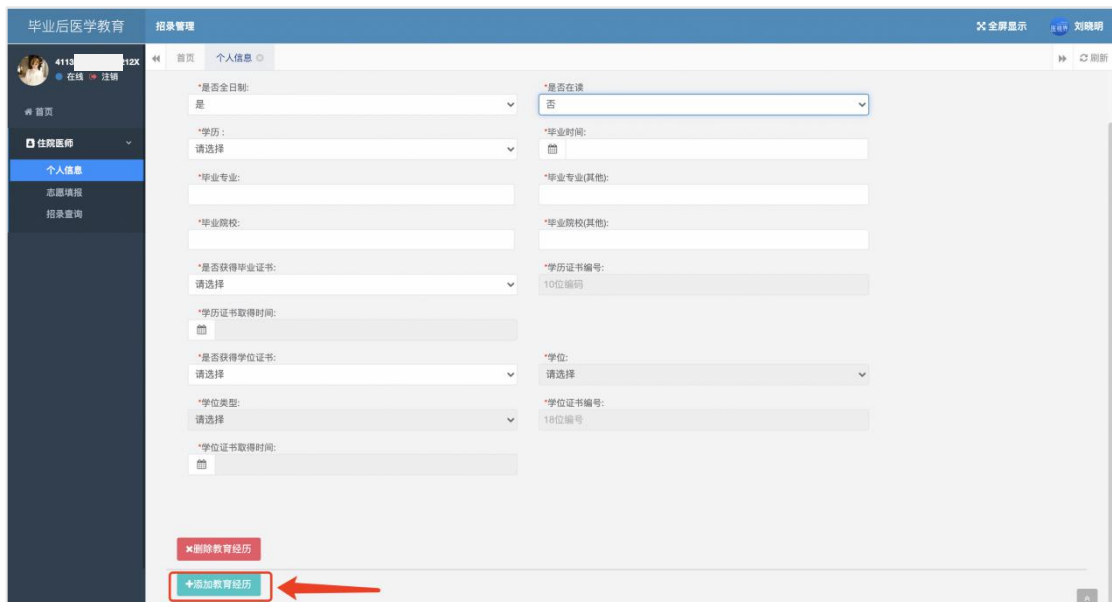 毕业后医学教育 招录管理 全屏显示 刘晓明
4113 212X
在线 注销
首页 个人信息 刷新
首页
住院医师
个人信息
志愿填报
招录查询
*是否全日制: *是否在读
是 否
*学历: *毕业时间:
请选择
*毕业专业: *毕业专业(其他):
*毕业院校: *毕业院校(其他):
*是否获得毕业证书: *学历证书编号:
请选择 10位编码
*学历证书取得时间:
*是否获得学位证书: *学位:
请选择 请选择
*学位类型: *学位证书编号:
请选择 18位编号
*学位证书取得时间:
删除教育经历
+添加教育经历